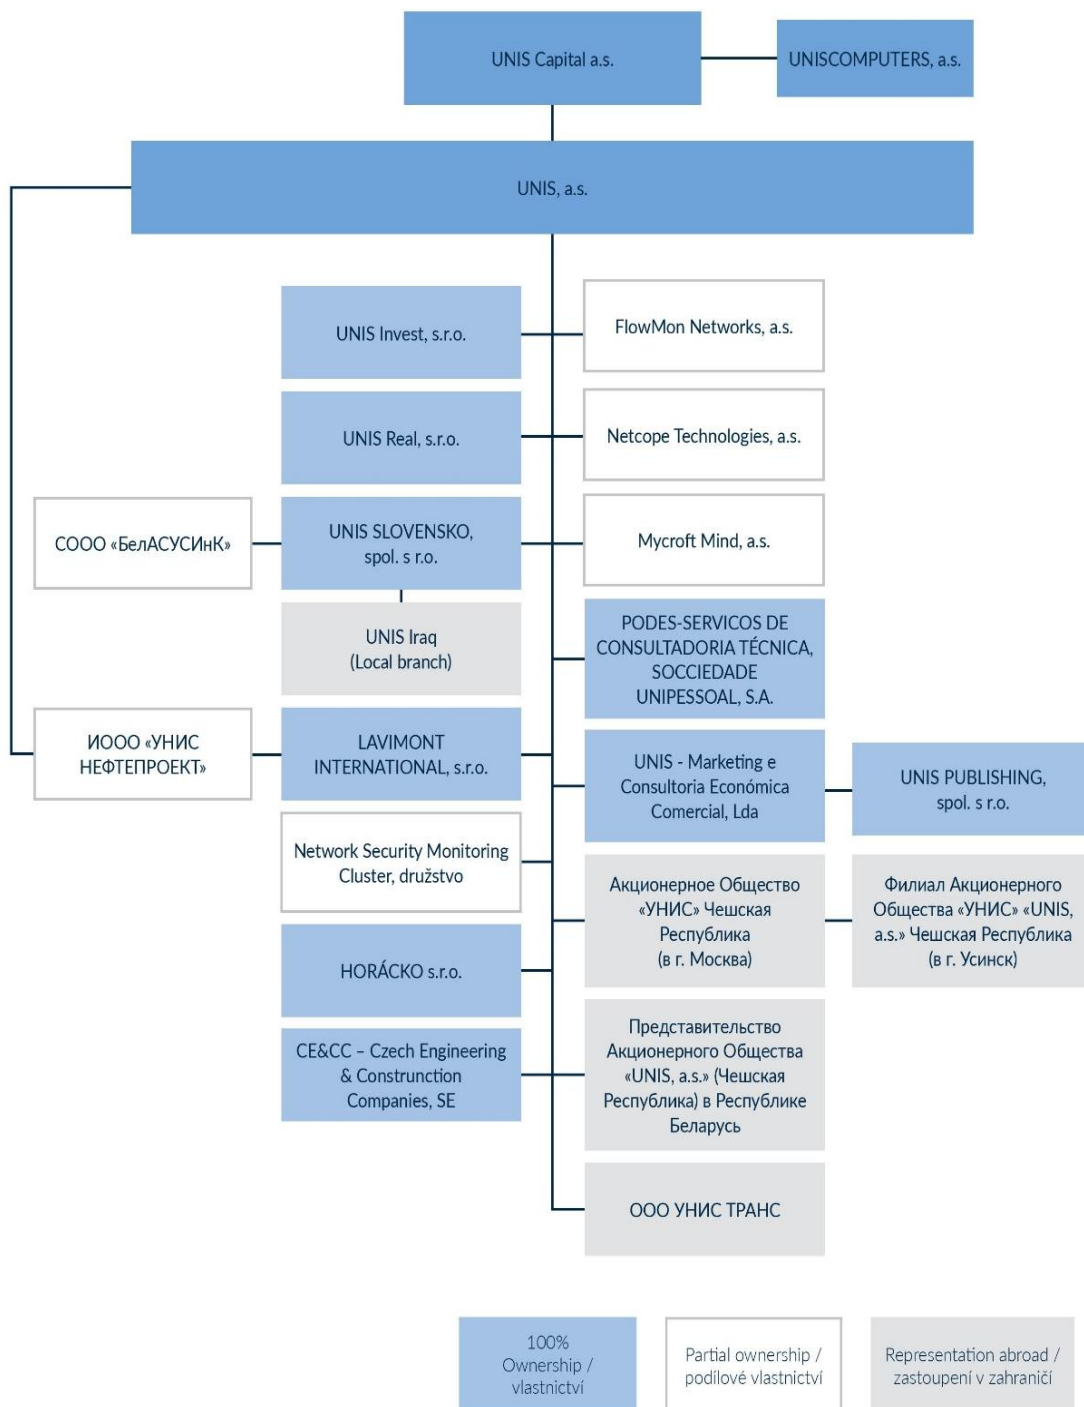 UNIS Capital a.s.
UNISCOMPUTERS, a.s.
UNIS, a.s.
UNIS Invest, s.r.o.
FlowMon Networks, a.s.
UNIS Real, s.r.o.
Netcope Technologies, a.s.
СООО «БелАСУСИнК»
UNIS SLOVENSKO,
spol. s r.o.
Mycroft Mind, a.s.
UNIS Iraq
(Local branch)
PODES-SERVICOS DE
CONSULTADORIA TÉCNICA,
SOCCIEDADE
UNIPESSOAL, S.A.
ИООО «УНИС
НЕФТЕПРОЕКТ»
LAVIMONT
INTERNATIONAL, s.r.o.
UNIS - Marketing e
Consultoria Económica
Comercial, Lda
UNIS PUBLISHING,
spol. s r.o.
Network Security Monitoring
Cluster, družstvo
Акционерное Общество
«УНИС» Чешская
Республика
(в г. Москва)
Филиал Акционерного
Общества «УНИС» «UNIS,
a.s.» Чешская Республика
(в г. Усинск)
HORÁCKO s.r.o.
CE&CC – Czech Engineering
& Construnction
Companies, SE
Представительство
Акционерного Общества
«UNIS, a.s.» (Чешская
Республика) в Республике
Беларусь
ООО УНИС ТРАНС
100%
Ownership /
vlastnictví
Partial ownership /
podílové vlastnictví
Representation abroad /
zastoupení v zahraničí